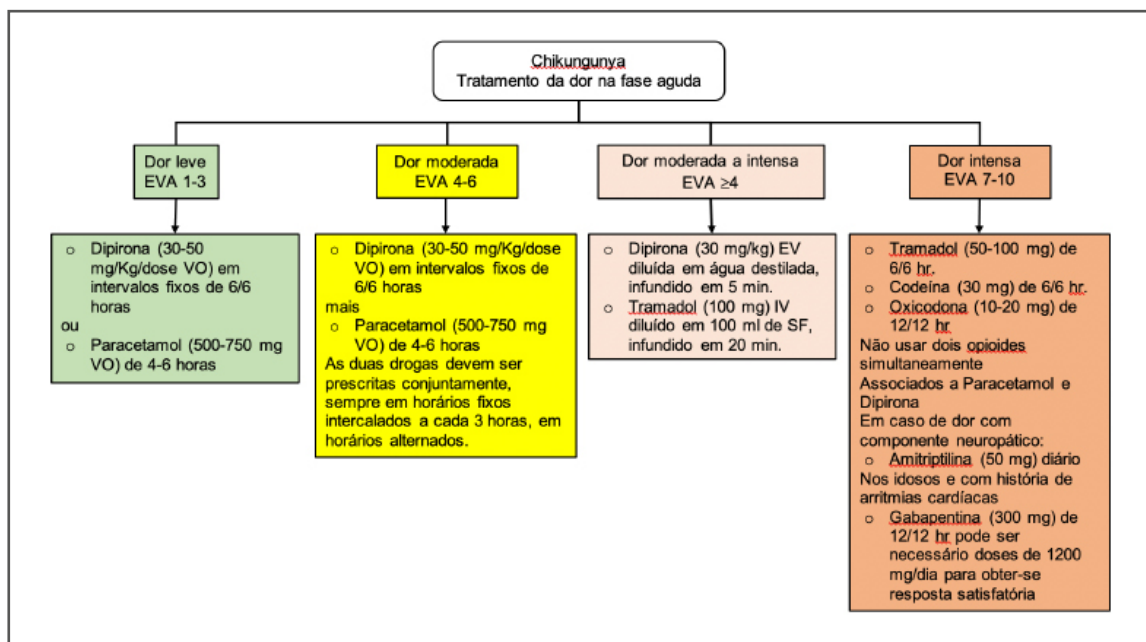 Chikungunya
Tratamento da dor na fase aguda
Dor leve
EVA 1-3
Dor moderada
EVA 4-6
Dor moderada a intensa
EVA ≥4
Dor intensa
EVA 7-10
o Dipirona (30-50
mg/Kg/dose VO) em
intervalos fixos de 6/6
horas
ou
o Paracetamol (500-750 mg
VO) de 4-6 horas
o Dipirona (30-50 mg/Kg/dose
VO) em intervalos fixos de
6/6 horas
mais
o Paracetamol (500-750 mg
VO) de 4-6 horas
As duas drogas devem ser
prescritas conjuntamente,
sempre em horários fixos
intercalados a cada 3 horas, em
horários alternados.
o Dipirona (30 mg/kg) EV
diluída em água destilada,
infundido em 5 min.
o Tramadol (100 mg) IV
diluído em 100 ml de SF,
infundido em 20 min.
o Tramadol (50-100 mg) de
6/6 hr.
o Codeína (30 mg) de 6/6 hr.
o Oxicodona (10-20 mg) de
12/12 hr
Não usar dois opioides
simultaneamente
Associados a Paracetamol e
Dipirona
Em caso de dor com
componente neuropático:
o Amitriptilina (50 mg) diário
Nos idosos e com história de
arritmias cardíacas
o Gabapentina (300 mg) de
12/12 hr pode ser
necessário doses de 1200
mg/dia para obter-se
resposta satisfatória